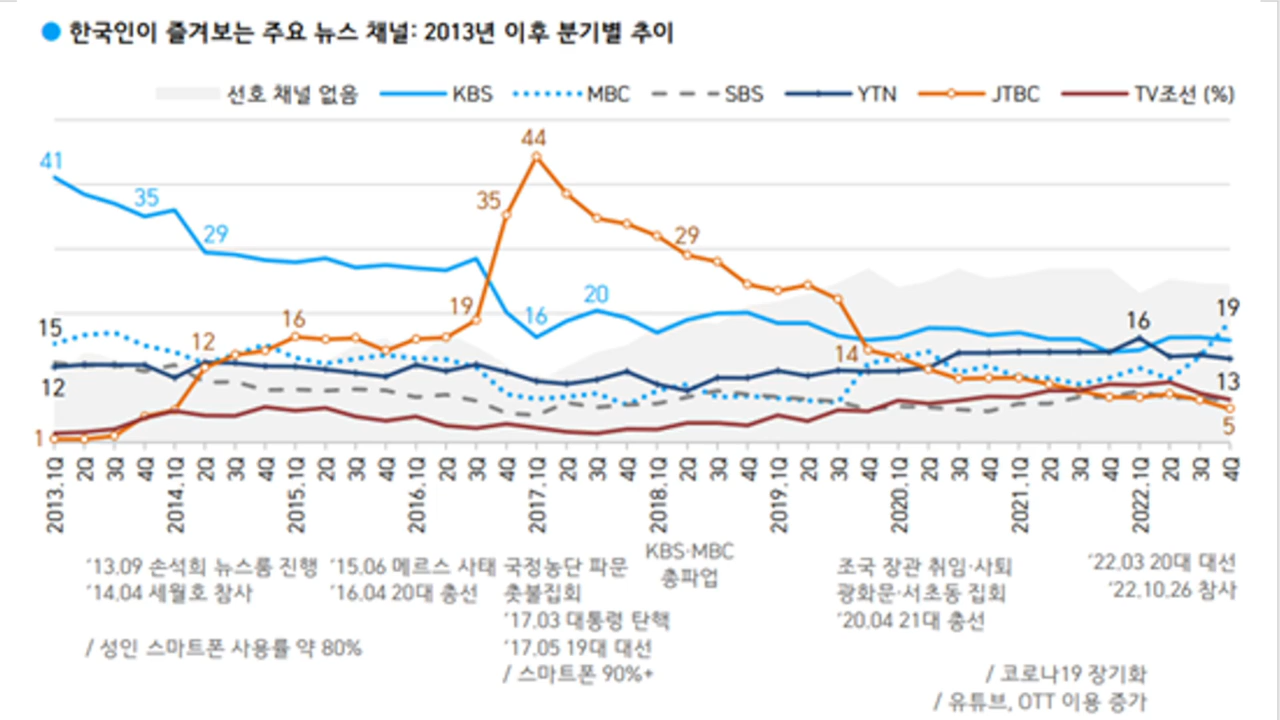 한국인이 즐겨보는 주요 뉴스 채널: 2013년 이후 분기별 추이
선호 채널 없음 KBS MBC SBS YTN JTBC TV조선 (%)
44
41
35 35
29 29
20
19 19
16 16 16
15
14
12
12 13
1 5
2013.1Q 2Q 3Q 4Q 2014.1Q 2Q 3Q 4Q 2015.1Q 2Q 3Q 4Q 2016.1Q 2Q 3Q 4Q 2017.1Q 2Q 3Q 4Q 2018.1Q 2Q 3Q 4Q 2019.1Q 2Q 3Q 4Q 2020.1Q 2Q 3Q 4Q 2021.1Q 2Q 3Q 4Q 2022.1Q 2Q 3Q 4Q
'13.09 손석희 뉴스룸 진행
'14.04 세월호 참사
/ 성인 스마트폰 사용률 약 80%
'15.06 메르스 사태
'16.04 20대 총선
국정농단 파문
촛불집회
'17.03 대통령 탄핵
'17.05 19대 대선
/ 스마트폰 90%+
KBS·MBC
총파업
조국 장관 취임·사퇴
광화문·서초동 집회
'20.04 21대 총선
'22.03 20대 대선
'22.10.26 참사
/ 코로나19 장기화
/ 유튜브, OTT 이용 증가